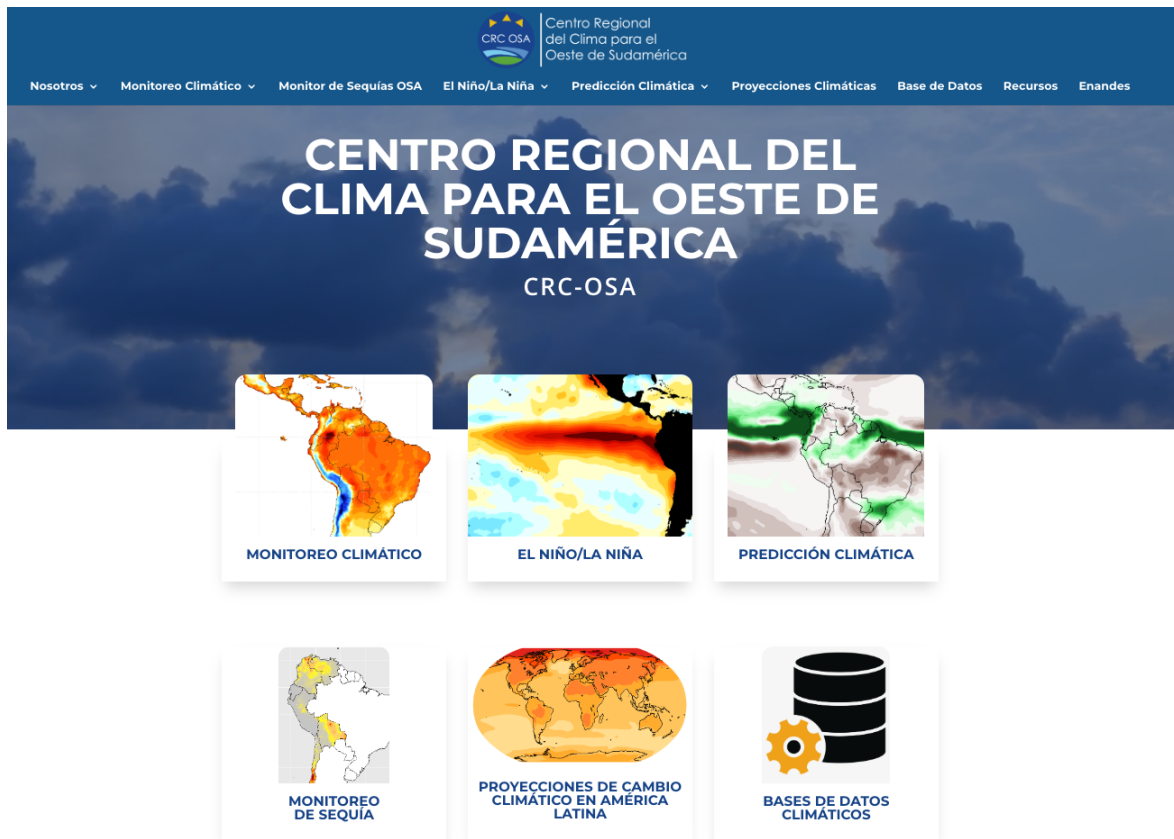 CRC OSA
Centro Regional
del Clima para el
Oeste de Sudamérica
Nosotros Monitoreo Climático Monitor de Sequías OSA El Niño/La Niña Predicción Climática Proyecciones Climáticas Base de Datos Recursos Enandes
CENTRO REGIONAL DEL
CLIMA PARA EL OESTE DE
SUDAMÉRICA
CRC-OSA
MONITOREO CLIMÁTICO
EL NIÑO/LA NIÑA
PREDICCIÓN CLIMÁTICA
MONITOREO
DE SEQUÍA
PROYECCIONES DE CAMBIO
CLIMÁTICO EN AMÉRICA
LATINA
BASES DE DATOS
CLIMÁTICOS